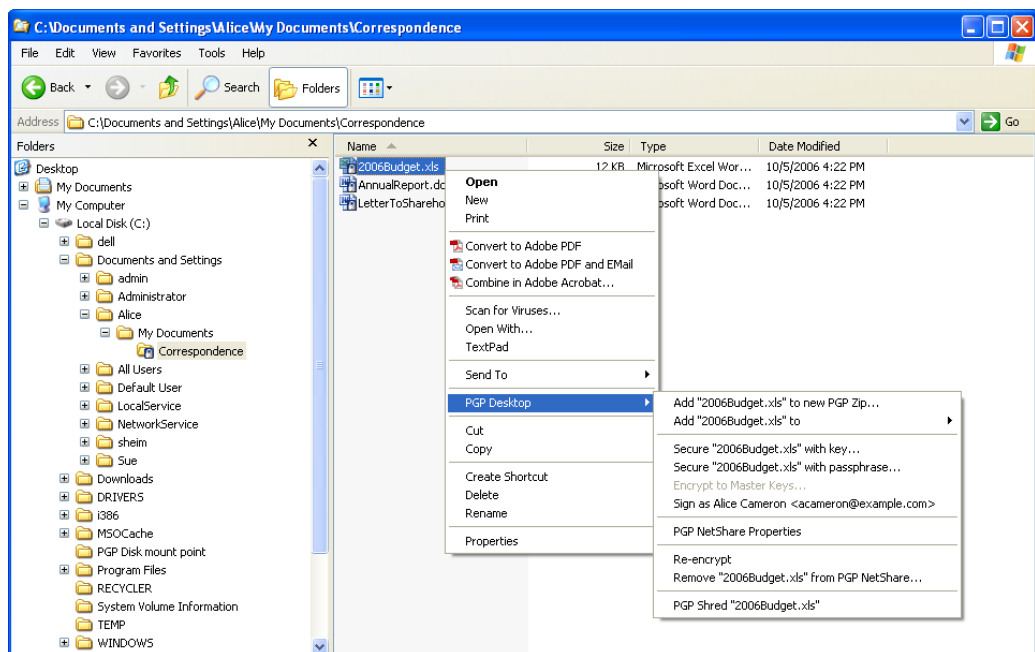 C:\Documents and Settings\Alice\My Documents\Correspondence
File Edit View Favorites Tools Help
Back Search Folders
Address C:\Documents and Settings\Alice\My Documents\Correspondence Go
Folders
Desktop
My Documents
My Computer
Local Disk (C:)
dell
Documents and Settings
admin
Administrator
Alice
My Documents
Correspondence
All Users
Default User
LocalService
NetworkService
sheim
Sue
Downloads
DRIVERS
i386
MSOCache
PGP Disk mount point
Program Files
RECYCLER
System Volume Information
TEMP
WINDOWS
Name Size Type Date Modified
2006Budget.xls 12 KB Microsoft Excel Wor... 10/5/2006 4:22 PM
AnnualReport.dc osoft Word Doc... 10/5/2006 4:22 PM
LetterToShareho osoft Word Doc... 10/5/2006 4:22 PM
Open
New
Print
Convert to Adobe PDF
Convert to Adobe PDF and EMail
Combine in Adobe Acrobat...
Scan for Viruses...
Open With...
TextPad
Send To
PGP Desktop
Cut
Copy
Create Shortcut
Delete
Rename
Properties
Add "2006Budget.xls" to new PGP Zip...
Add "2006Budget.xls" to
Secure "2006Budget.xls" with key...
Secure "2006Budget.xls" with passphrase...
Encrypt to Master Keys...
Sign as Alice Cameron <acameron@example.com>
PGP NetShare Properties
Re-encrypt
Remove "2006Budget.xls" from PGP NetShare...
PGP Shred "2006Budget.xls"